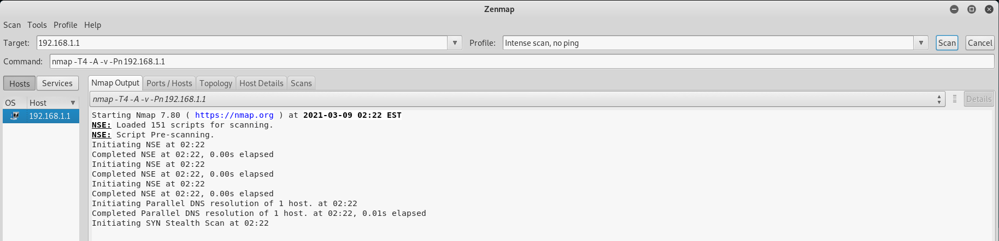 Zenmap
Scan Tools Profile Help
Target: 192.168.1.1 Profile: Intense scan, no ping Scan Cancel
Command: nmap -T4 -A -v -Pn 192.168.1.1
Hosts Services Nmap Output Ports / Hosts Topology Host Details Scans
OS Host nmap -T4 -A -v -Pn 192.168.1.1 Details
192.168.1.1
Starting Nmap 7.80 ( https://nmap.org ) at 2021-03-09 02:22 EST
NSE: Loaded 151 scripts for scanning.
NSE: Script Pre-scanning.
Initiating NSE at 02:22
Completed NSE at 02:22, 0.00s elapsed
Initiating NSE at 02:22
Completed NSE at 02:22, 0.00s elapsed
Initiating NSE at 02:22
Completed NSE at 02:22, 0.00s elapsed
Initiating Parallel DNS resolution of 1 host. at 02:22
Completed Parallel DNS resolution of 1 host. at 02:22, 0.01s elapsed
Initiating SYN Stealth Scan at 02:22